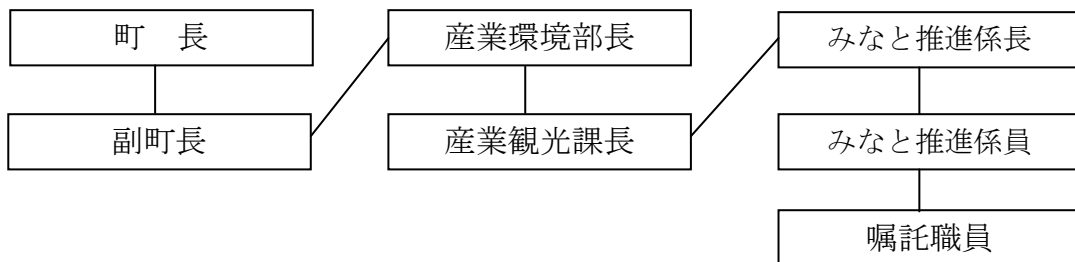 町　長
副町長
産業環境部長
産業観光課長
みなと推進係長
みなと推進係員
嘱託職員